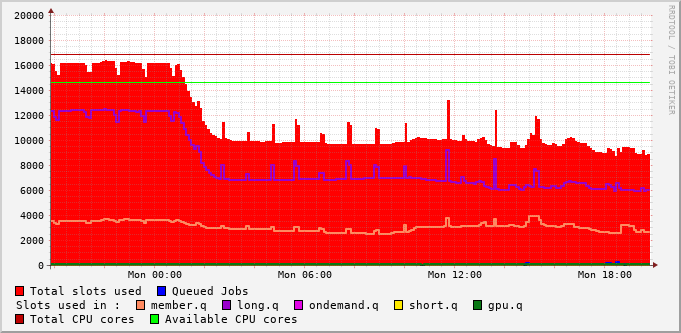 20000
18000
16000
14000
12000
10000
8000
6000
4000
2000
0
Mon 00:00 Mon 06:00 Mon 12:00 Mon 18:00
RRDTOOL / TOBI OETIKER
Total slots used Queued Jobs
Slots used in : member.q long.q ondemand.q short.q gpu.q
Total CPU cores Available CPU cores